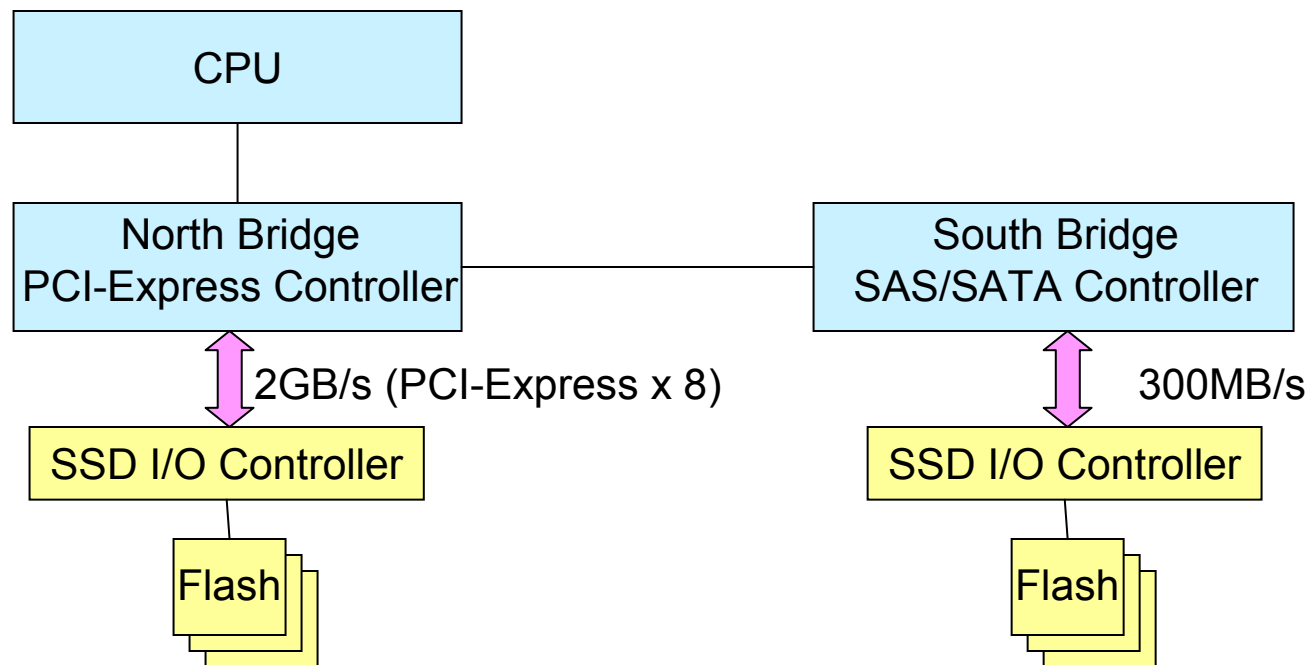 CPU
North Bridge
PCI-Express Controller
South Bridge
SAS/SATA Controller
2GB/s (PCI-Express x 8)
300MB/s
SSD I/O Controller
SSD I/O Controller
Flash
Flash